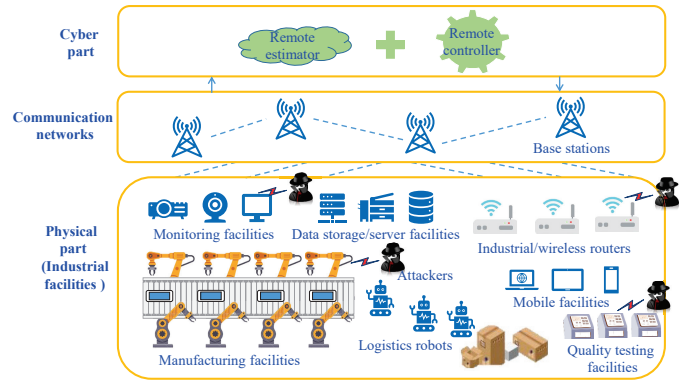 Cyber
part
Remote
estimator
Remote
controller
Communication
networks
Base stations
Physical
part
(Industrial
facilities )
Monitoring facilities
Data storage/server facilities
Industrial/wireless routers
Attackers
Mobile facilities
Manufacturing facilities
Logistics robots
Quality testing
facilities